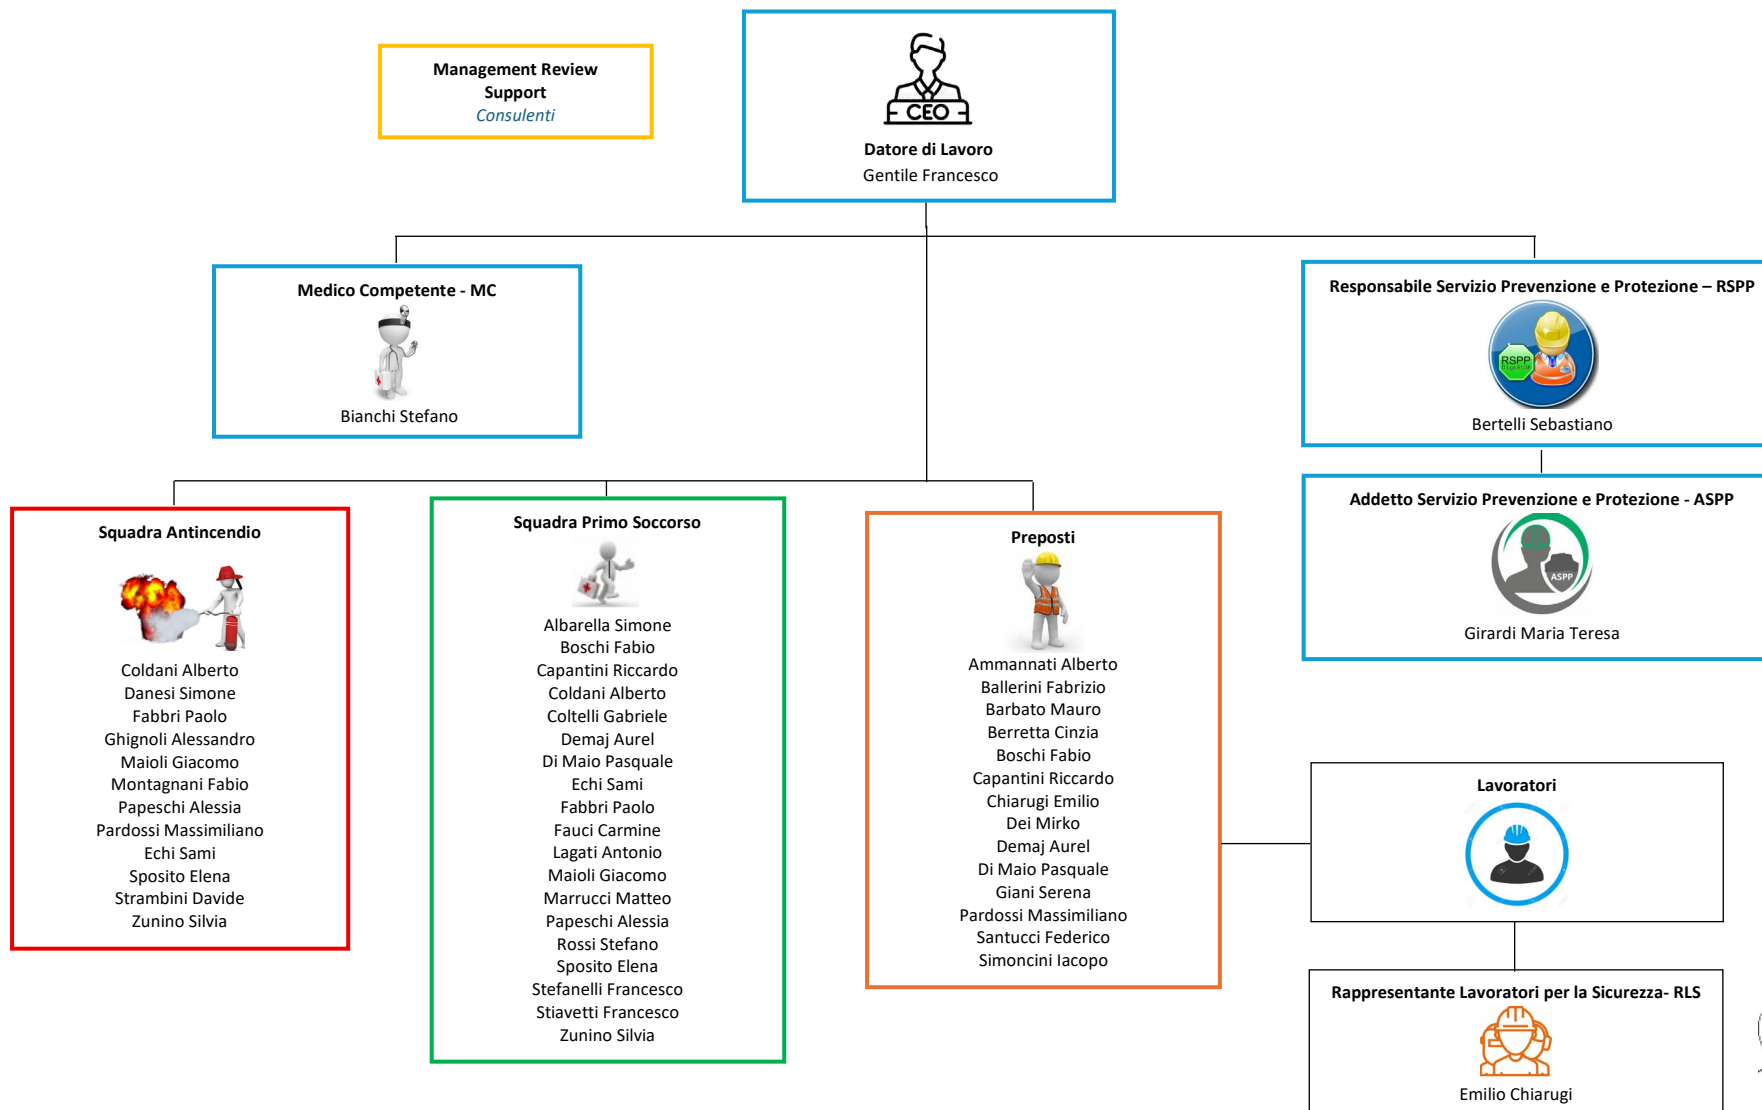 Management Review
Support
Consulenti
CEO
Datore di Lavoro
Gentile Francesco
Medico Competente - MC
Bianchi Stefano
Responsabile Servizio Prevenzione e Protezione – RSPP
RSPP
Bertelli Sebastiano
Addetto Servizio Prevenzione e Protezione - ASPP
ASPP
Girardi Maria Teresa
Squadra Antincendio
Coldani Alberto
Danesi Simone
Fabbri Paolo
Ghignoli Alessandro
Maioli Giacomo
Montagnani Fabio
Papeschi Alessia
Pardossi Massimiliano
Echi Sami
Sposito Elena
Strambini Davide
Zunino Silvia
Squadra Primo Soccorso
Albarella Simone
Boschi Fabio
Capantini Riccardo
Coldani Alberto
Coltelli Gabriele
Demaj Aurel
Di Maio Pasquale
Echi Sami
Fabbri Paolo
Fauci Carmine
Lagati Antonio
Maioli Giacomo
Marrucci Matteo
Papeschi Alessia
Rossi Stefano
Sposito Elena
Stefanelli Francesco
Stiavetti Francesco
Zunino Silvia
Preposti
Ammannati Alberto
Ballerini Fabrizio
Barbato Mauro
Berretta Cinzia
Boschi Fabio
Capantini Riccardo
Chiarugi Emilio
Dei Mirko
Demaj Aurel
Di Maio Pasquale
Giani Serena
Pardossi Massimiliano
Santucci Federico
Simoncini Iacopo
Lavoratori
Rappresentante Lavoratori per la Sicurezza- RLS
Emilio Chiarugi